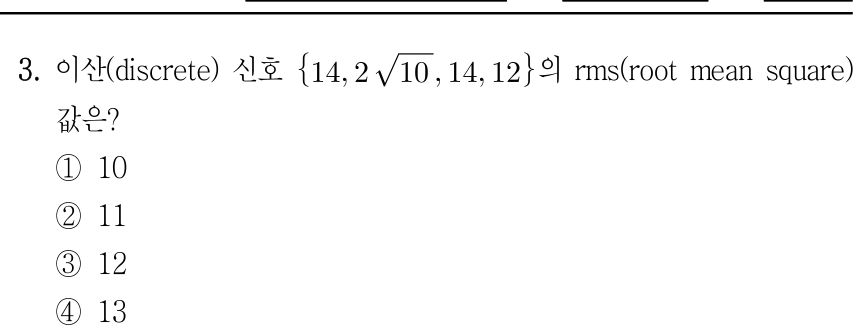 3. 이산(discrete) 신호 {14, 2√10, 14, 12}의 rms(root mean square)
값은?
① 10
② 11
③ 12
④ 13